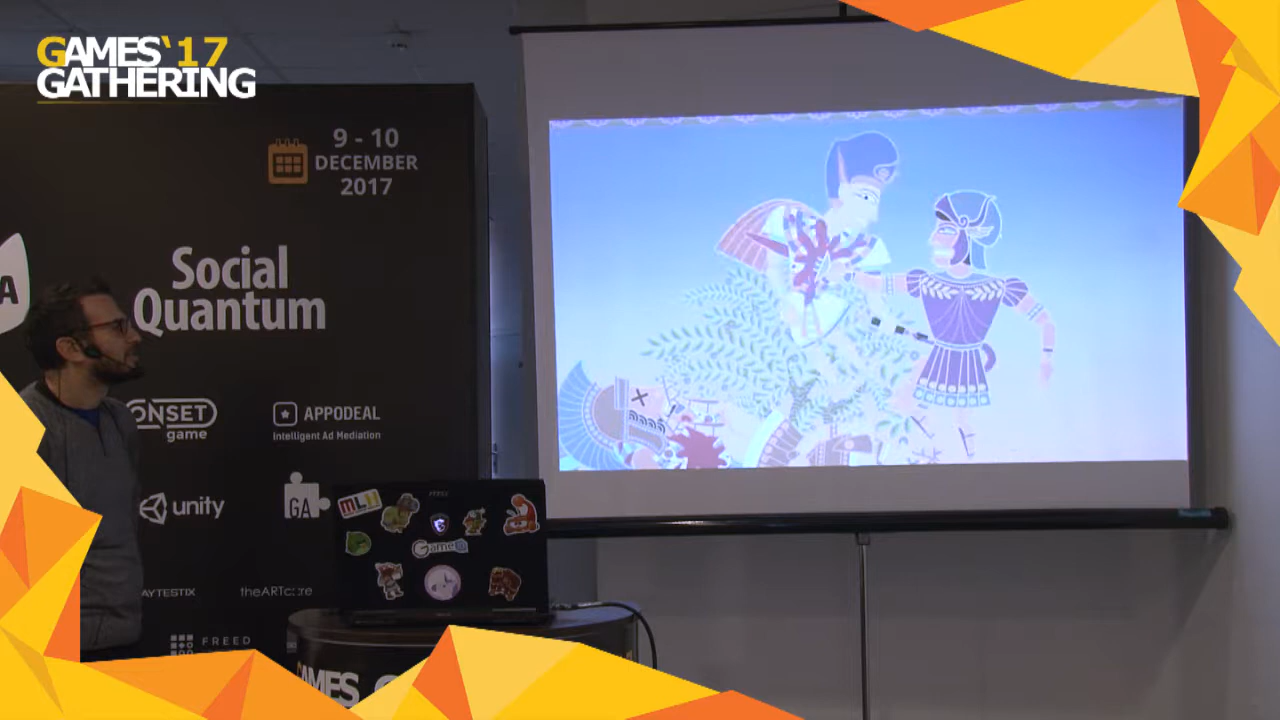 GAMES'17
GATHERING
9 - 10
DECEMBER
2017
Social
Quantum
A
ONSET
game
APPODEAL
Intelligent Ad Mediation
unity
GA
AYTESTIX
FREED
GAMES